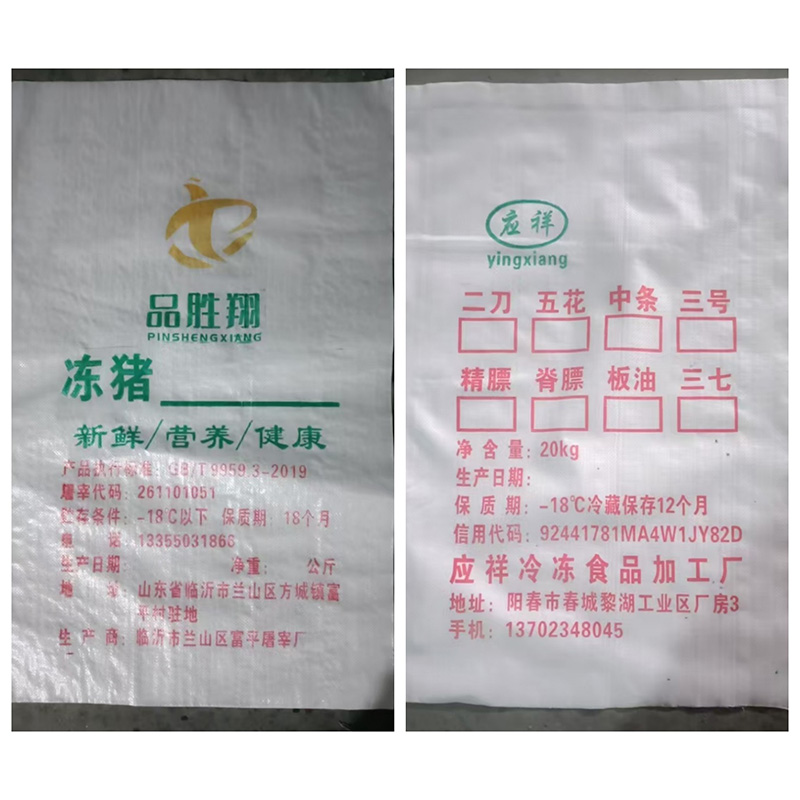 品胜翔
PINSHENGXIANG
冻猪
新鲜/营养/健康
产品执行标准: GB/T9959.3-2019
屠宰代码: 261101051
贮存条件: -18℃以下 保质期: 18个月
电 话: 13355031866
生产日期: 净重: 公斤
地 址: 山东省临沂市兰山区方城镇富
平村驻地
生 产 商: 临沂市兰山区富平屠宰厂
应祥
yingxiang
二刀 五花 中条 三号
精膘 脊膘 板油 三七
净 含 量: 20kg
生产日期:
保 质 期: -18℃冷藏保存12个月
信用代码: 92441781MA4W1JY82D
应祥冷冻食品加工厂
地址: 阳春市春城黎湖工业区厂房3
手机: 13702348045